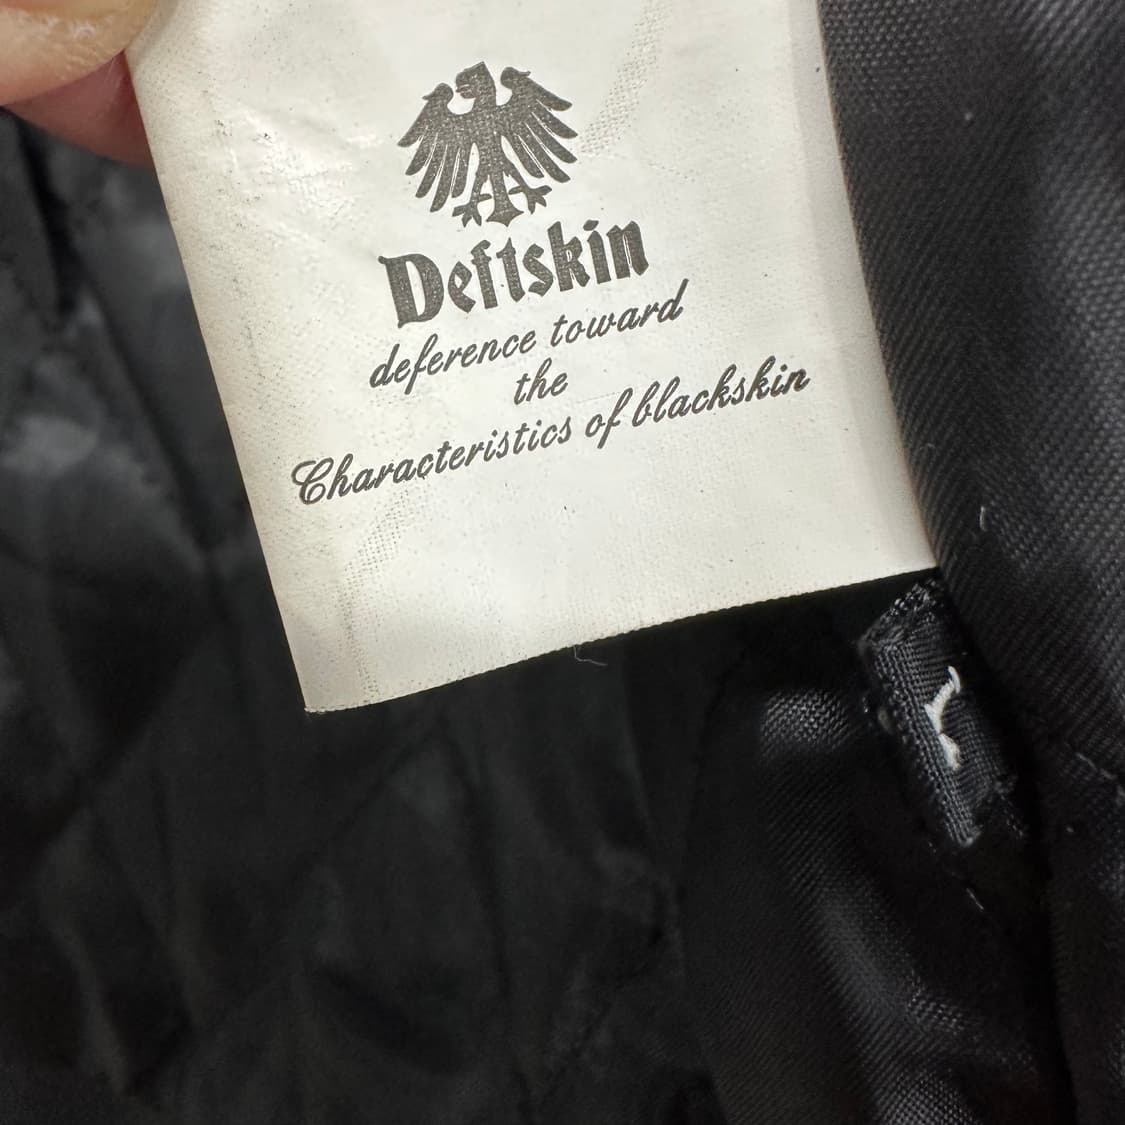 Deftskin
deference toward
the
Characteristics of blackskin